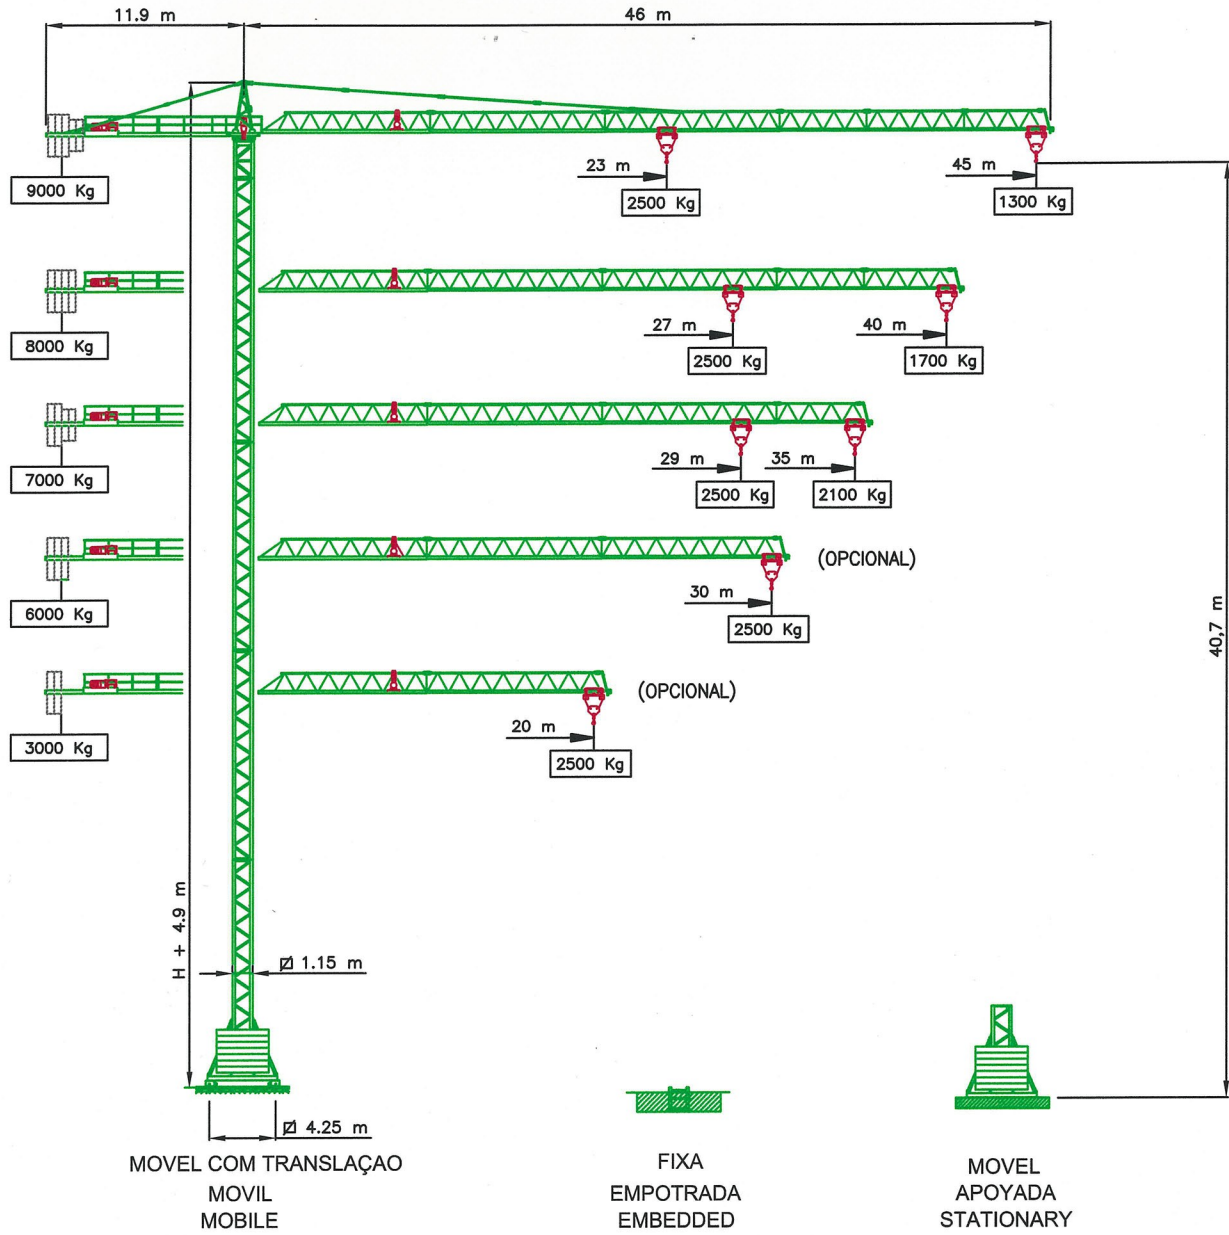 11.9 m
46 m
9000 Kg
23 m
2500 Kg
45 m
1300 Kg
8000 Kg
27 m
2500 Kg
40 m
1700 Kg
7000 Kg
29 m
2500 Kg
35 m
2100 Kg
6000 Kg
(OPCIONAL)
30 m
2500 Kg
40,7 m
3000 Kg
(OPCIONAL)
20 m
2500 Kg
H + 4.9 m
1.15 m
4.25 m
MOVEL COM TRANSLAÇAO
MOVIL
MOBILE
FIXA
EMPOTRADA
EMBEDDED
MOVEL
APOYADA
STATIONARY